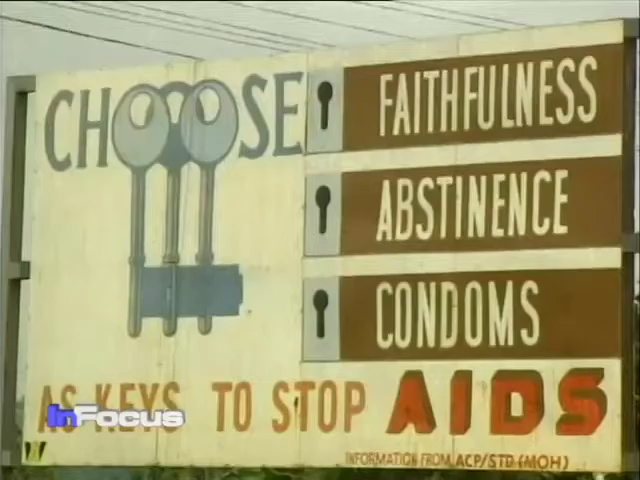 CHOOSE
FAITHFULNESS
ABSTINENCE
CONDOMS
AS KEYS TO STOP AIDS
InFocus
INFORMATION FROM ACP/STD (MOH)